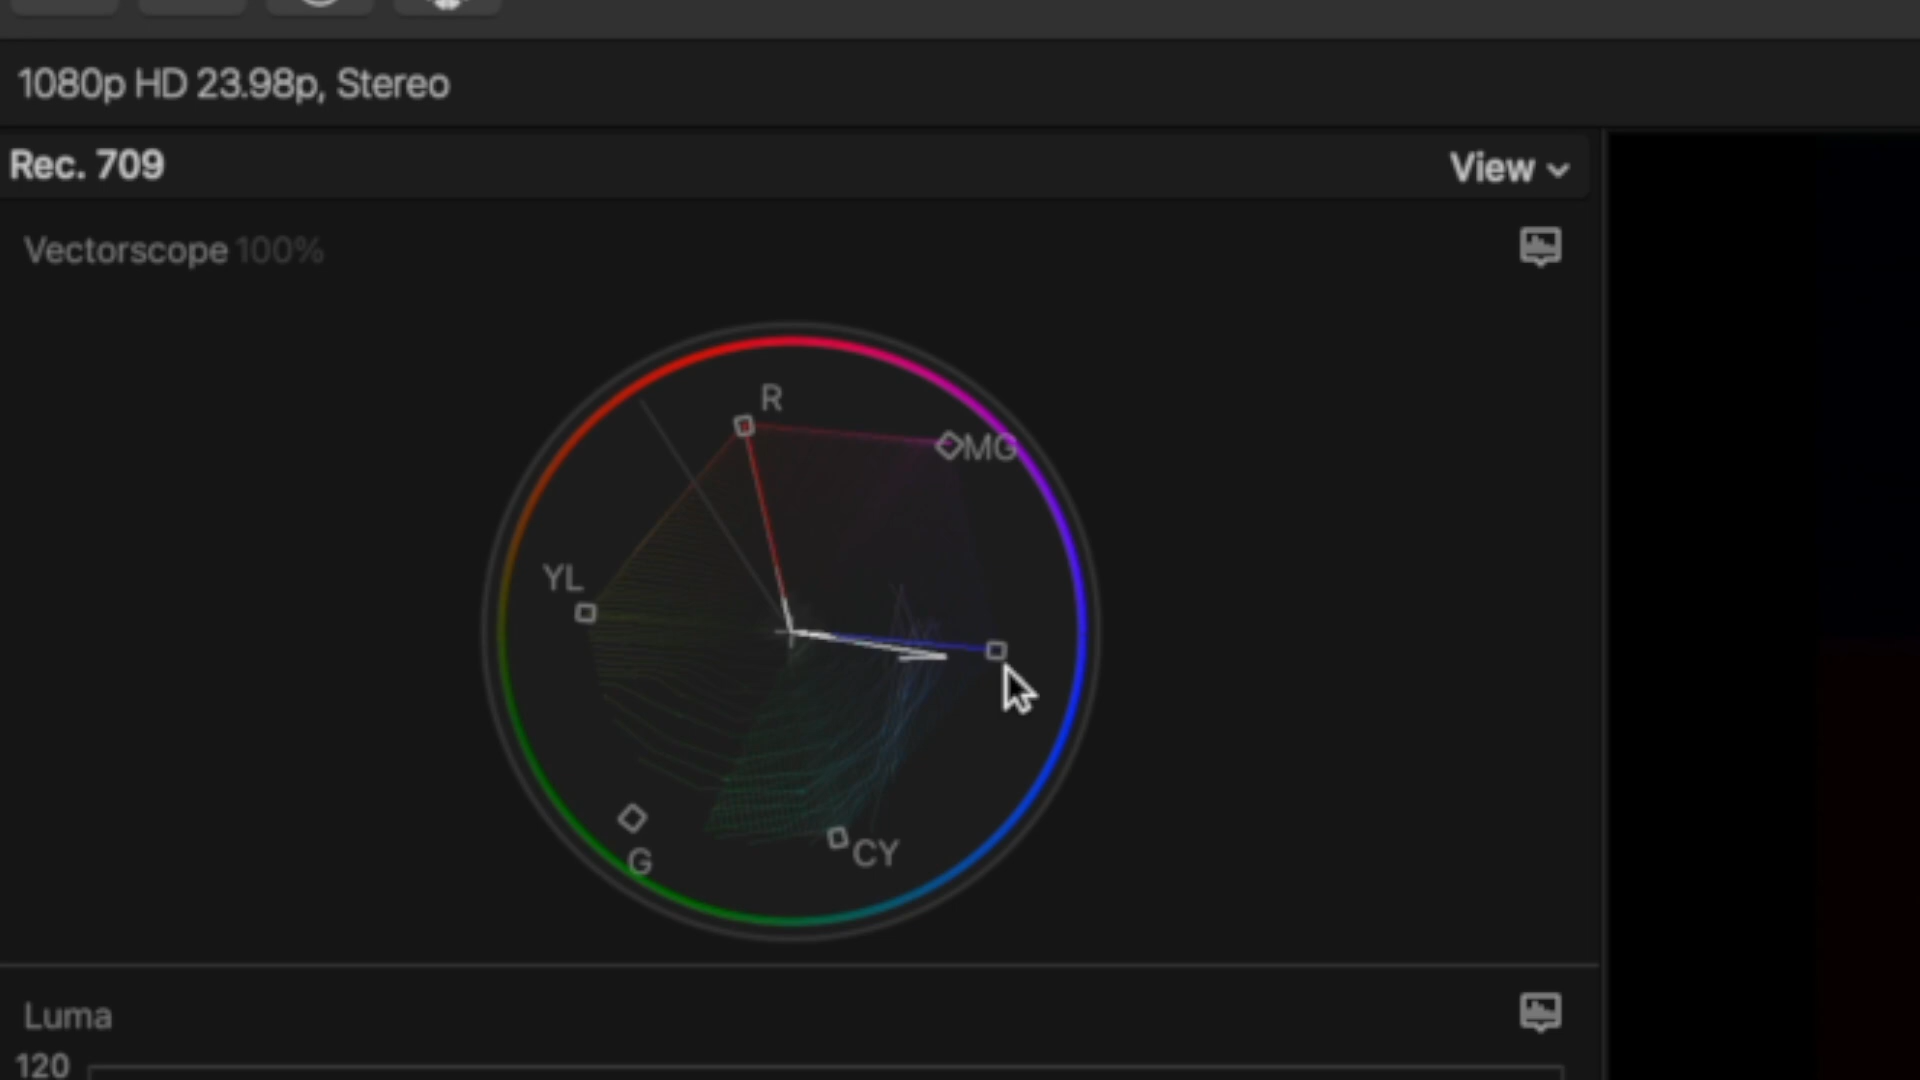 1080p HD 23.98p, Stereo
Rec. 709
View
Vectorscope 100%
R
MG
YL
G
CY
Luma
120